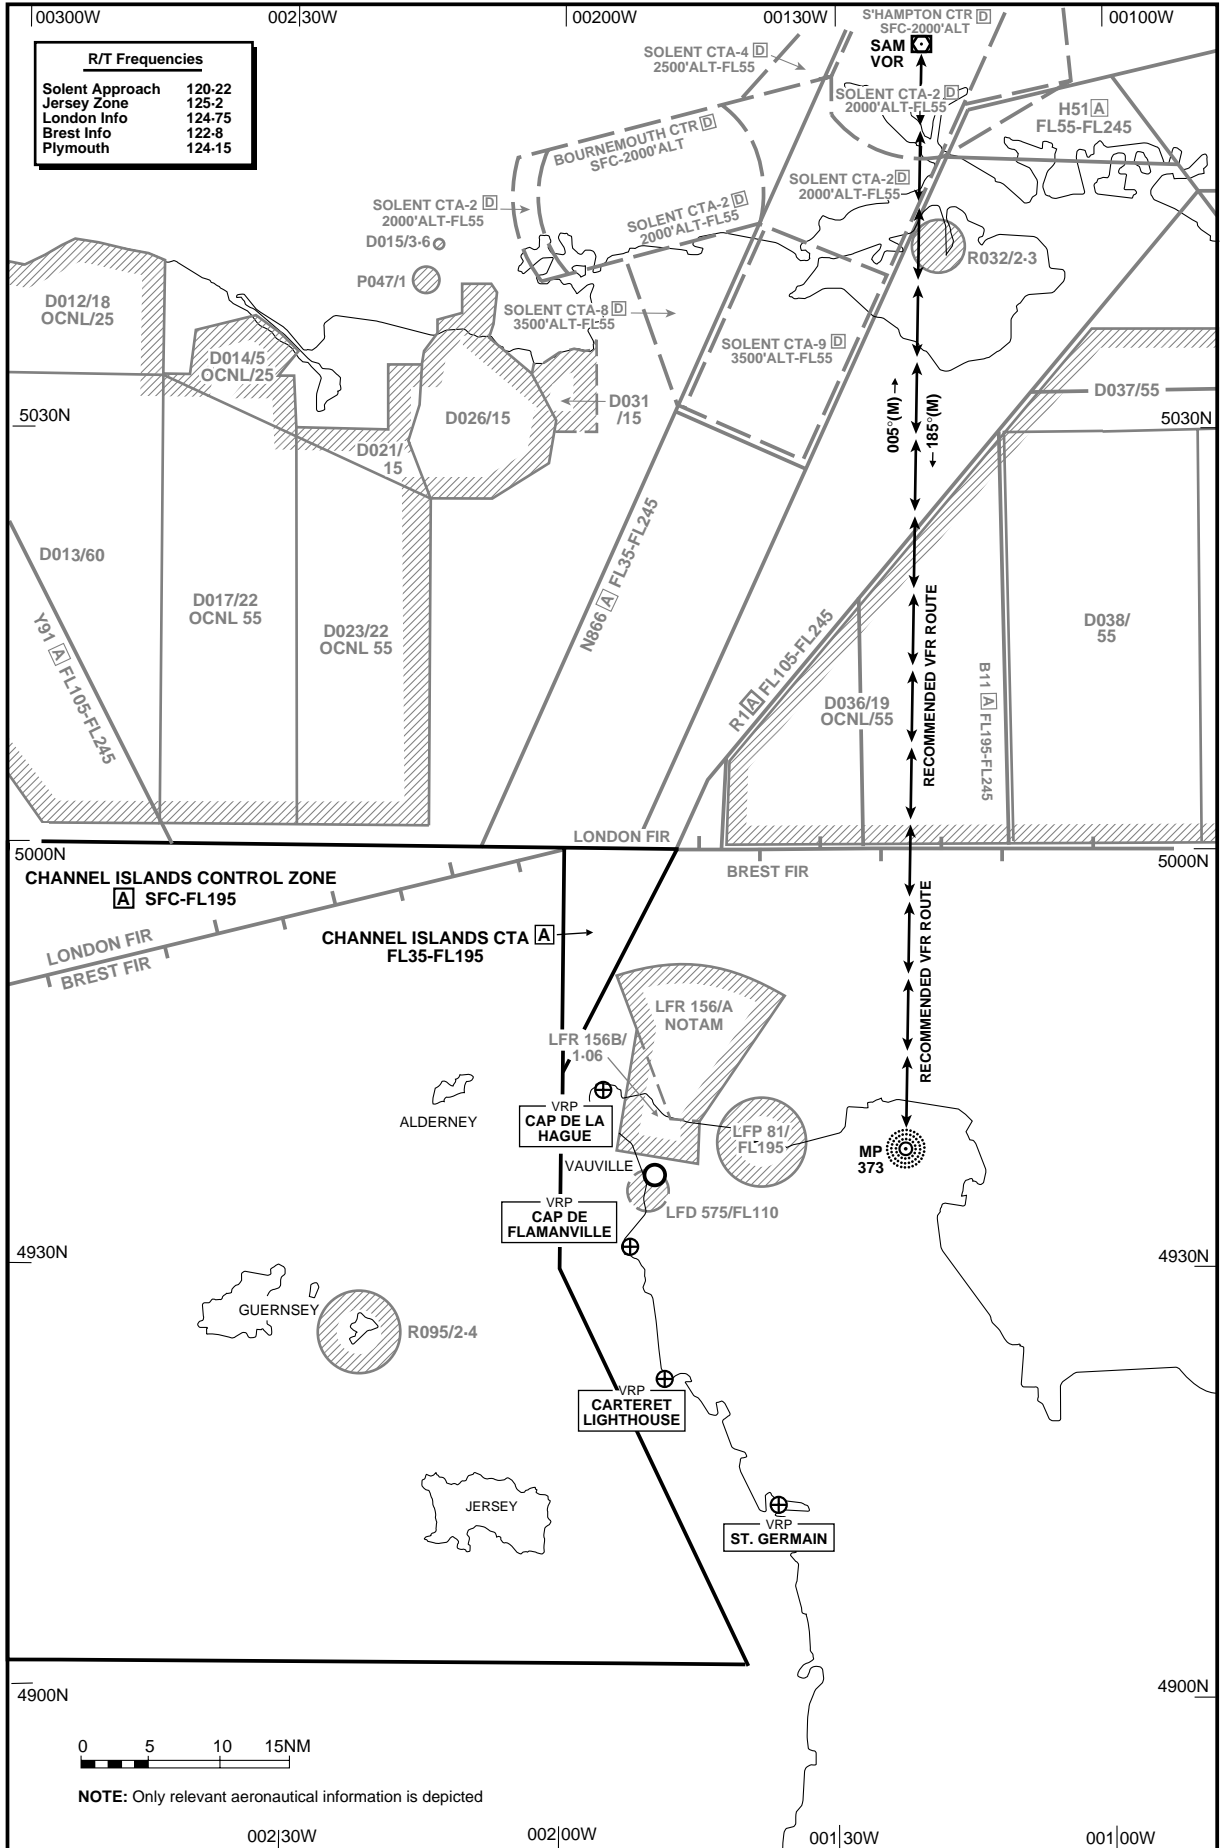 00300W
00230W
00200W
00130W
00100W
R/T Frequencies
Solent Approach 120·22
Jersey Zone 125·2
London Info 124·75
Brest Info 122·8
Plymouth 124·15
S'HAMPTON CTR D
SFC-2000'ALT
SAM
VOR
SOLENT CTA-4 D
2500'ALT-FL55
SOLENT CTA-2 D
2000'ALT-FL55
H51 A
FL55-FL245
BOURNEMOUTH CTR D
SFC-2000'ALT
SOLENT CTA-2 D
2000'ALT-FL55
SOLENT CTA-2 D
2000'ALT-FL55
SOLENT CTA-2 D
2000'ALT-FL55
D015/3·6
P047/1
R032/2·3
D012/18
OCNL/25
SOLENT CTA-8 D
3500'ALT-FL55
SOLENT CTA-9 D
3500'ALT-FL55
D014/5
OCNL/25
D037/55
D031
/15
D026/15
5030N
5030N
005°(M)
185°(M)
D021/
15
N866 A FL35-FL245
D013/60
D017/22
OCNL 55
D023/22
OCNL 55
D038/
55
Y91 A FL105-FL245
R1 A FL105-FL245
RECOMMENDED VFR ROUTE
B11 A FL195-FL245
D036/19
OCNL/55
LONDON FIR
5000N
5000N
BREST FIR
CHANNEL ISLANDS CONTROL ZONE
A SFC-FL195
LONDON FIR
BREST FIR
CHANNEL ISLANDS CTA A
FL35-FL195
RECOMMENDED VFR ROUTE
LFR 156/A
NOTAM
LFR 156B/
1·06
ALDERNEY
VRP
CAP DE LA
HAGUE
LFP 81/
FL195
MP
373
VAUVILLE
VRP
CAP DE
FLAMANVILLE
LFD 575/FL110
4930N
4930N
GUERNSEY
R095/2·4
VRP
CARTERET
LIGHTHOUSE
JERSEY
VRP
ST. GERMAIN
4900N
4900N
0 5 10 15NM
NOTE: Only relevant aeronautical information is depicted
00230W
00200W
00130W
00100W